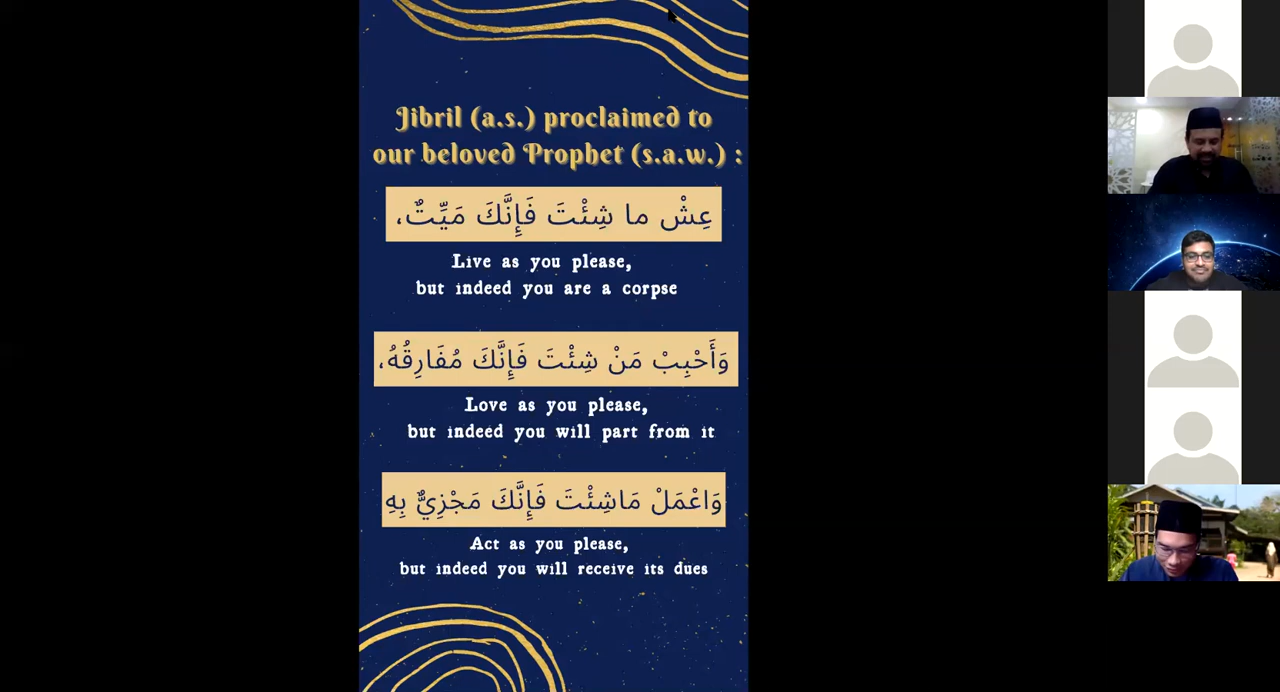 Jibril (a.s.) proclaimed to
our beloved Prophet (s.a.w.) :
عِشْ ما شِئْتَ فَإِنَّكَ مَيِّتٌ،
Live as you please,
but indeed you are a corpse
وَأَحْبِبْ مَنْ شِئْتَ فَإِنَّكَ مُفَارِقُهُ،
Love as you please,
but indeed you will part from it
وَاعْمَلْ مَاشِئْتَ فَإِنَّكَ مَجْزِيٌّ بِهِ
Act as you please,
but indeed you will receive its dues